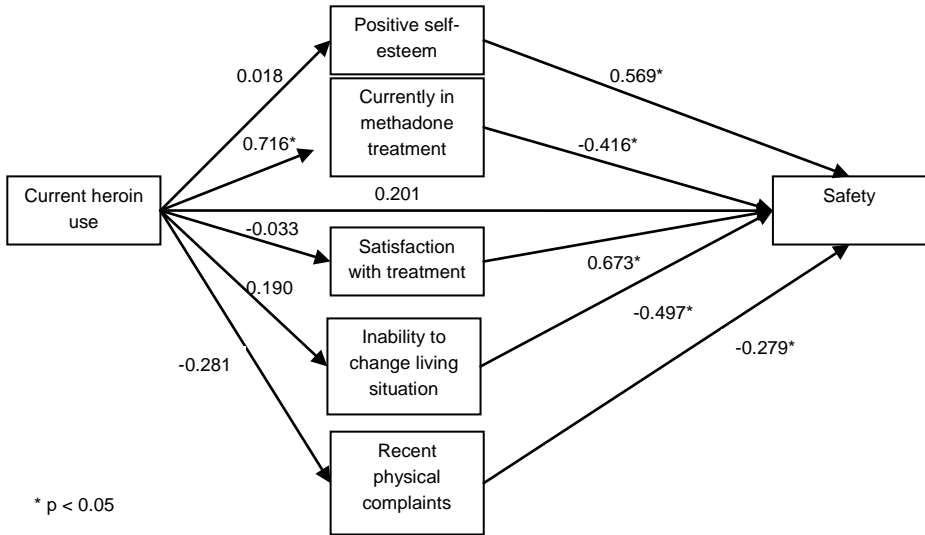 Positive self-
esteem
0.018
0.569*
Currently in
methadone
treatment
0.716*
-0.416*
Current heroin
use
0.201
Safety
-0.033
Satisfaction
with treatment
0.673*
0.190
Inability to
change living
situation
-0.497*
-0.281
-0.279*
Recent
physical
complaints
* p < 0.05